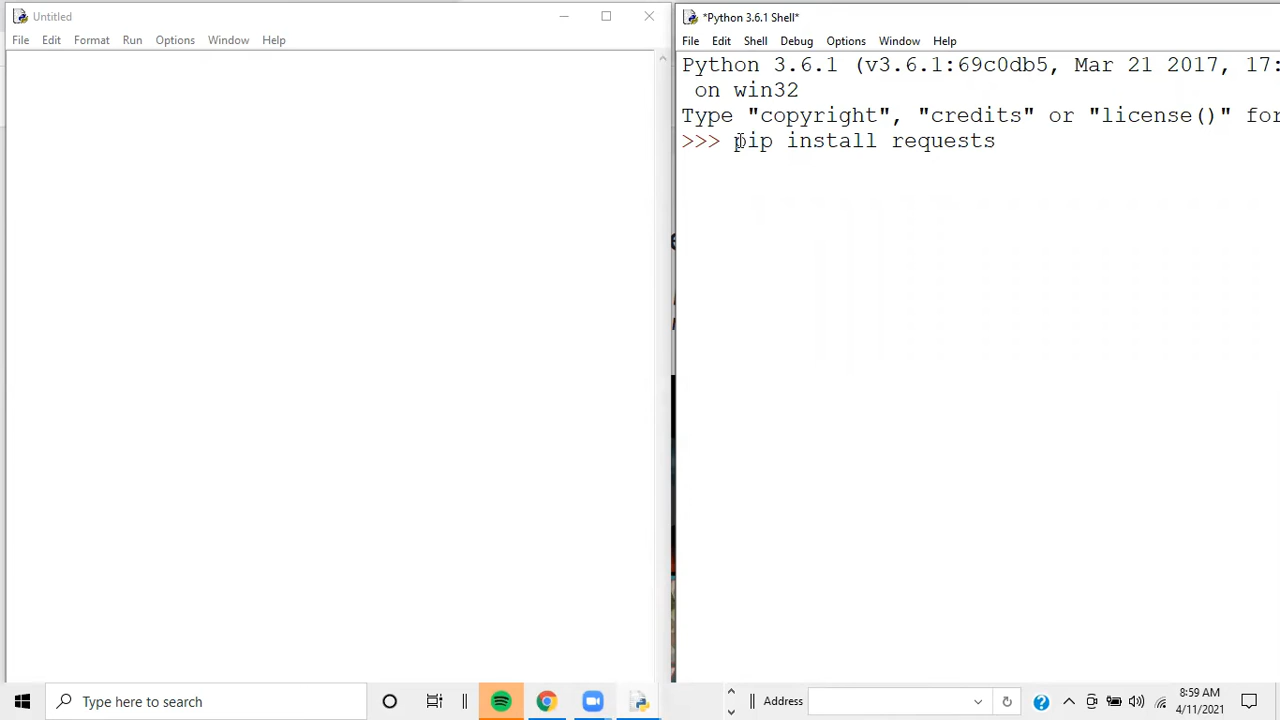 Untitled
File Edit Format Run Options Window Help
*Python 3.6.1 Shell*
File Edit Shell Debug Options Window Help
Python 3.6.1 (v3.6.1:69c0db5, Mar 21 2017, 17:
on win32
Type "copyright", "credits" or "license()" for
>>> pip install requests
Type here to search
Address
8:59 AM
4/11/2021